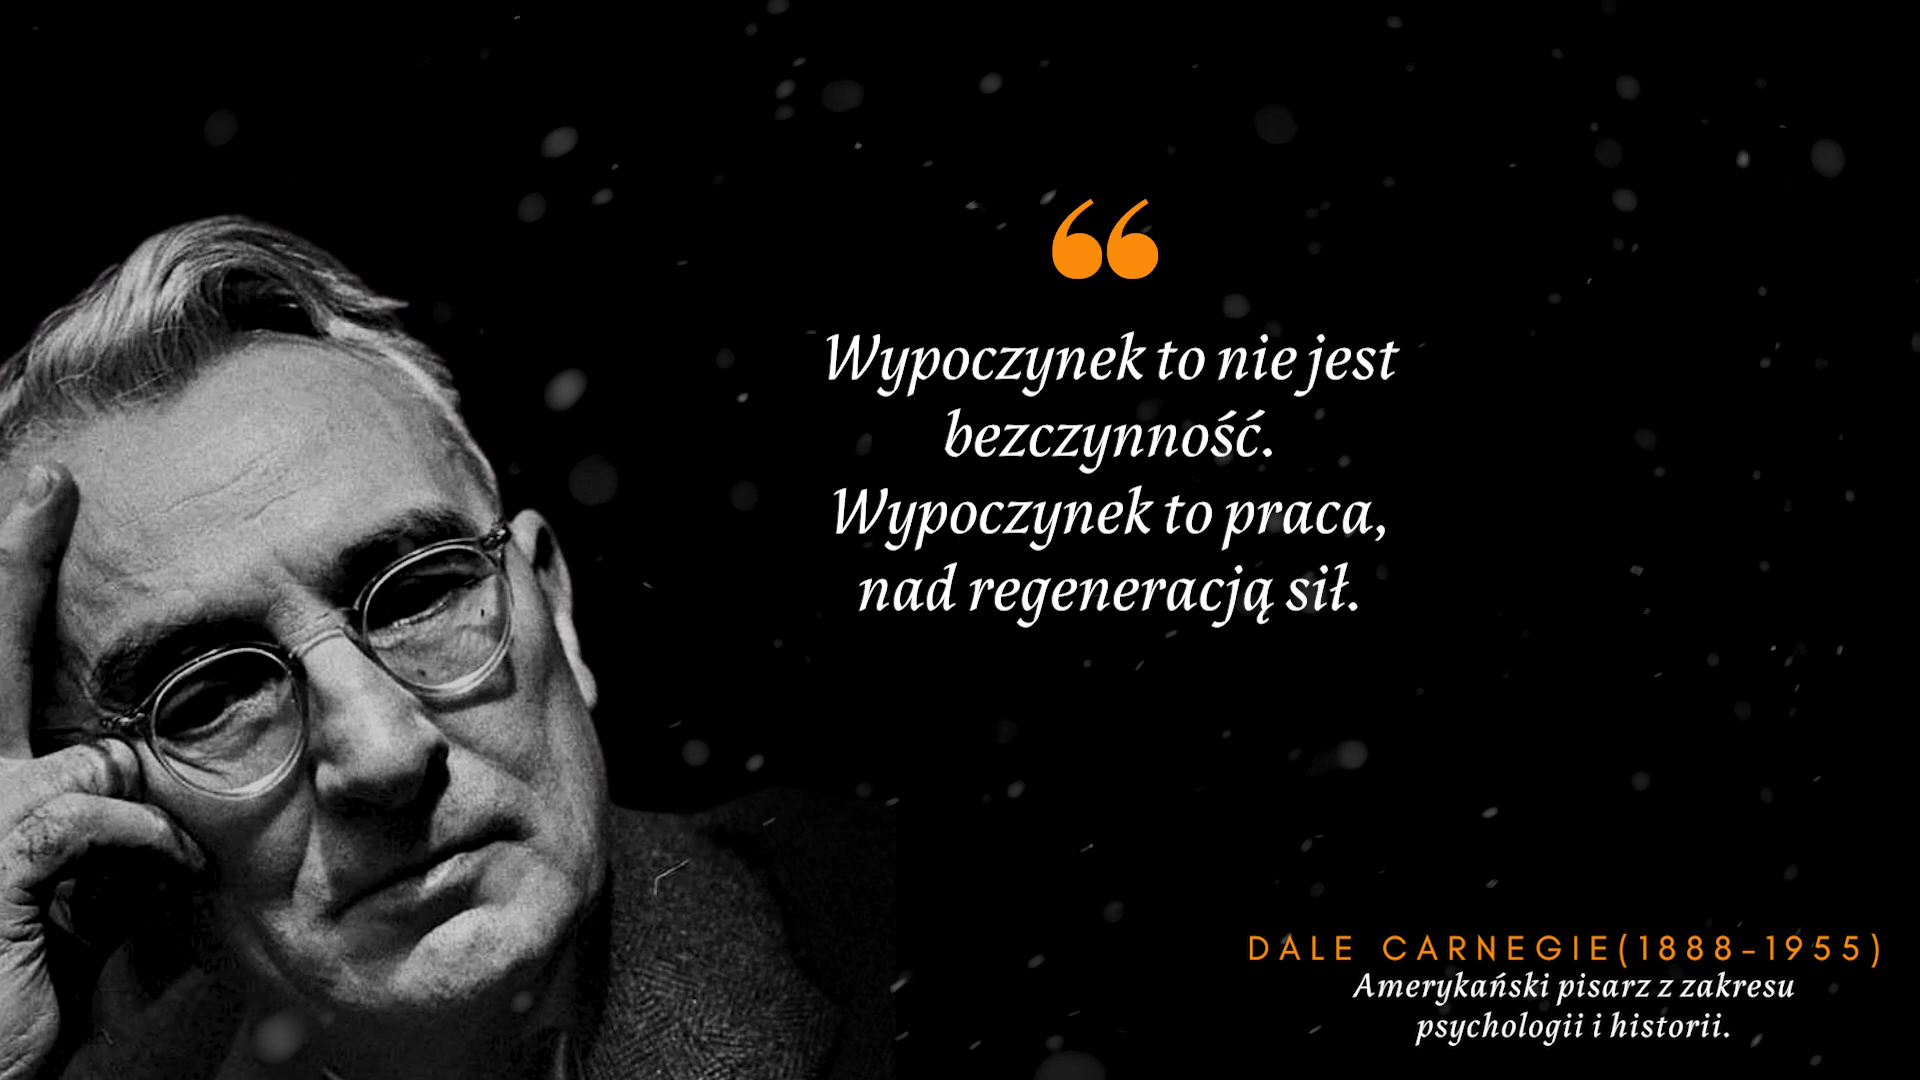 “
Wypoczynek to nie jest
bezczynność.
Wypoczynek to praca,
nad regeneracją sił.
DALE CARNEGIE(1888-1955)
Amerykański pisarz z zakresu
psychologii i historii.